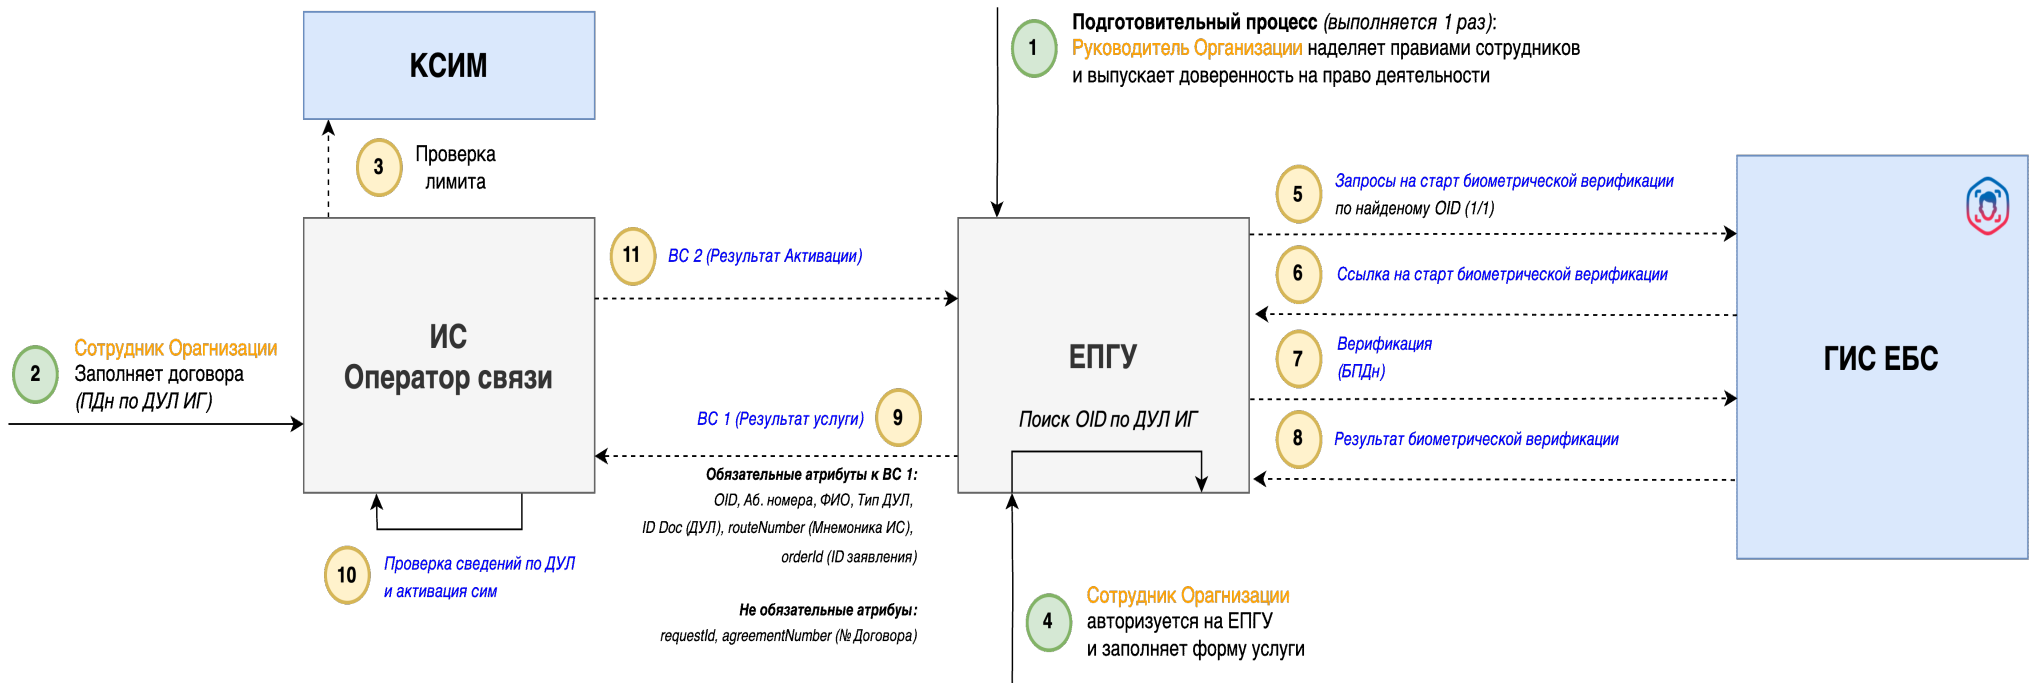 КСИМ
1
Подготовительный процесс (выполняется 1 раз):
Руководитель Организации наделяет правиами сотрудников
и выпускает доверенность на право деятельности
3
Проверка
лимита
5
Запросы на старт биометрической верификации
по найденому OID (1/1)
11
ВС 2 (Результат Активации)
6
Ссылка на старт биометрической верификации
ИС
Оператор связи
ЕПГУ
ГИС ЕБС
2
Сотрудник Орагнизации
Заполняет договора
(ПДн по ДУЛ ИГ)
7
Верификация
(БПДн)
ВС 1 (Результат услуги)
9
Поиск OID по ДУЛ ИГ
8
Результат биометрической верификации
Обязательные атрибуты к ВС 1:
OID, Аб. номера, ФИО, Тип ДУЛ,
ID Doc (ДУЛ), routeNumber (Мнемоника ИС),
orderId (ID заявления)
10
Проверка сведений по ДУЛ
и активация сим
Не обязательные атрибуы:
requestId, agreementNumber (№ Договора)
4
Сотрудник Орагнизации
авторизуется на ЕПГУ
и заполняет форму услуги